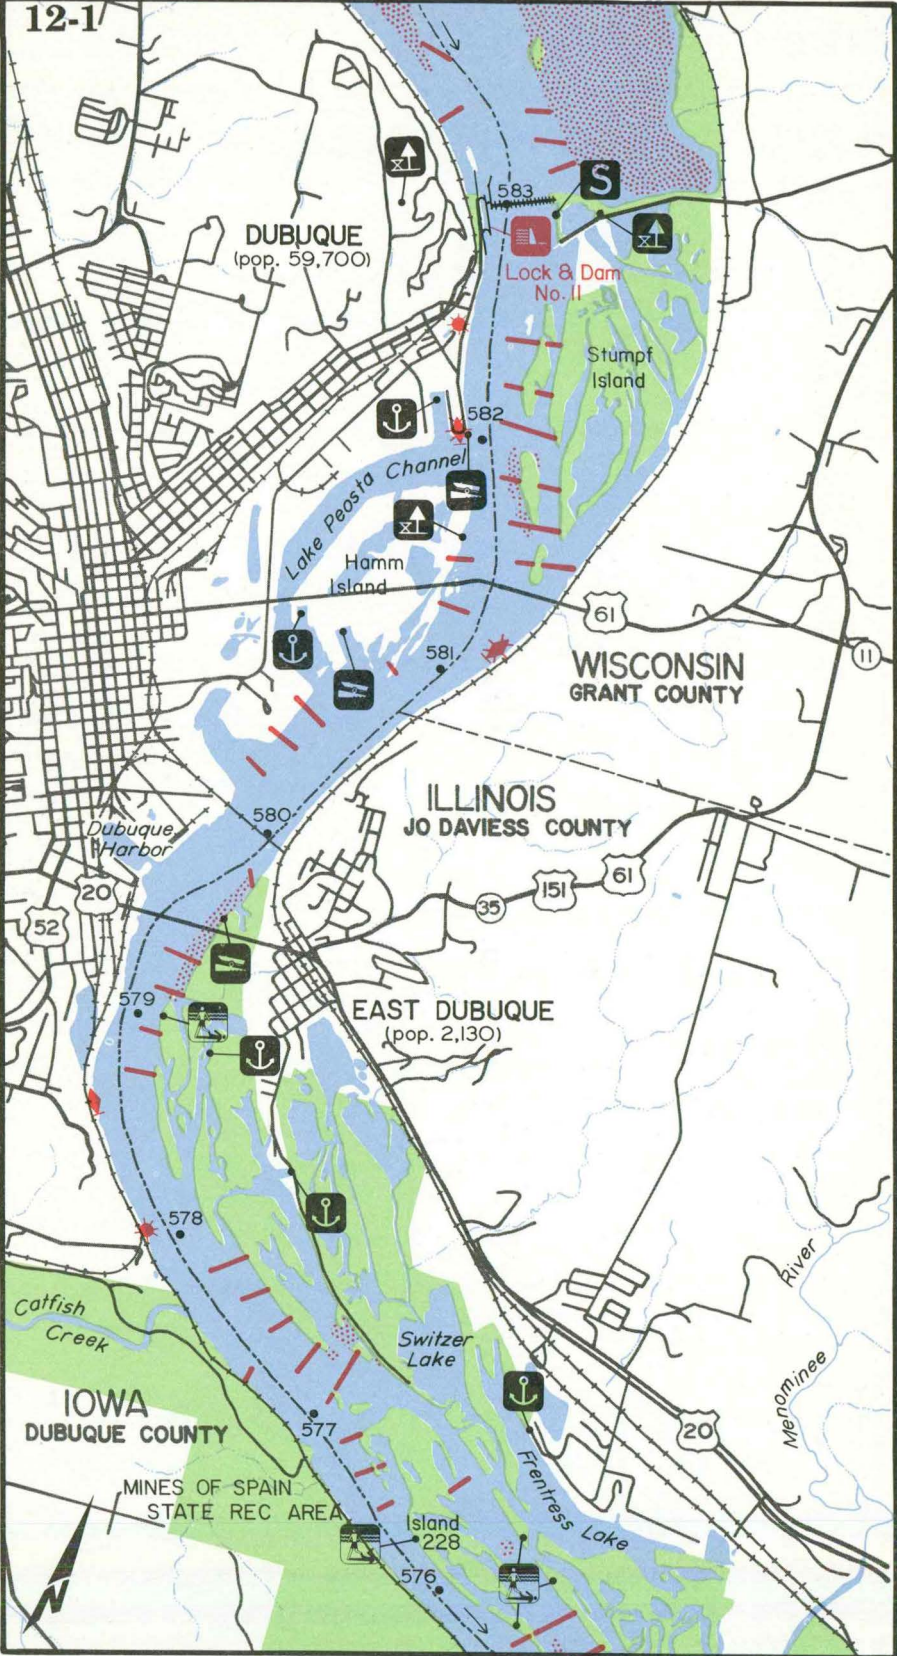 12-1
583
S
DUBUQUE
(pop. 59,700)
Lock & Dam
No. 11
Stumpf
Island
582
Lake Peosta Channel
Hamm
Island
61
581
11
WISCONSIN
GRANT COUNTY
ILLINOIS
JO DAVIESS COUNTY
580
Dubuque
Harbor
20
35
151
61
52
579
EAST DUBUQUE
(pop. 2,130)
578
River
Menominee
Catfish
Creek
Switzer
Lake
IOWA
DUBUQUE COUNTY
577
20
MINES OF SPAIN
STATE REC AREA
Frentress Lake
Island
228
576
N